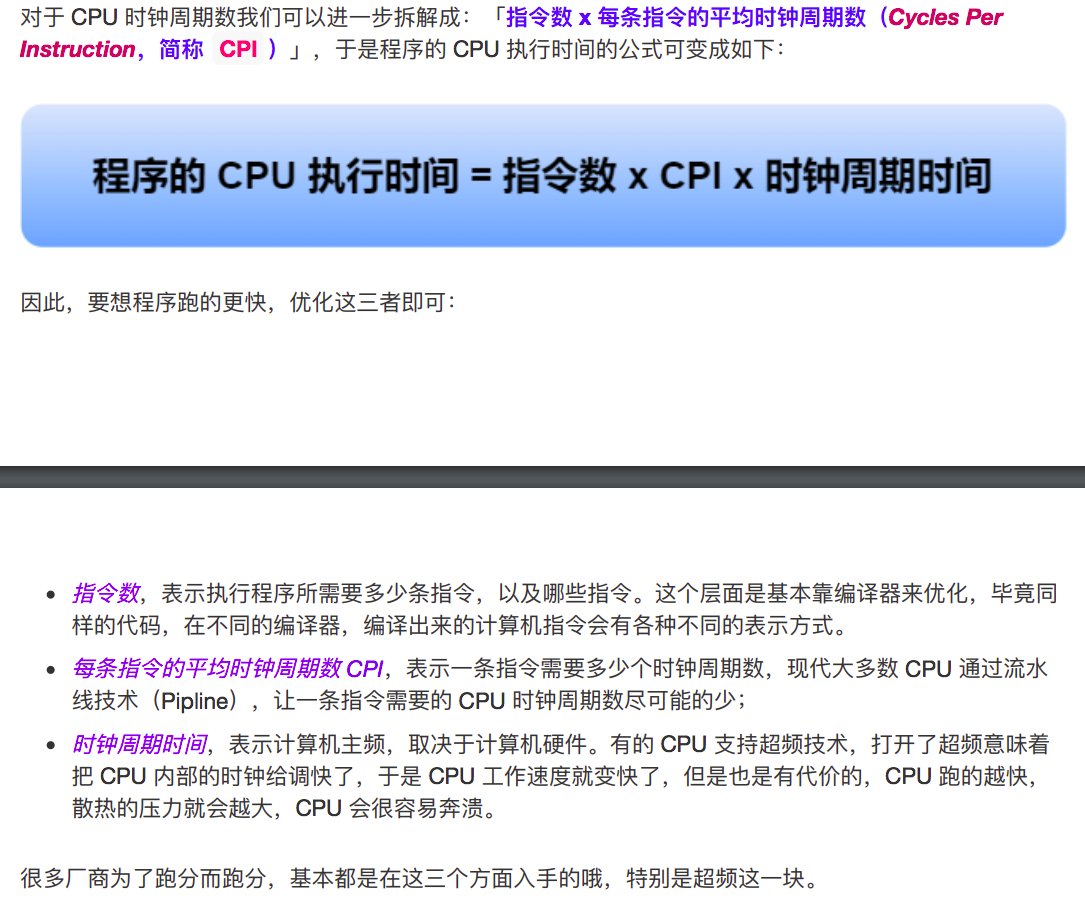 对于 CPU 时钟周期数我们可以进一步拆解成：「指令数 x 每条指令的平均时钟周期数（Cycles Per
Instruction，简称 CPI ）」，于是程序的 CPU 执行时间的公式可变成如下：
程序的 CPU 执行时间 = 指令数 x CPI x 时钟周期时间
因此，要想程序跑的更快，优化这三者即可：
• 指令数，表示执行程序所需要多少条指令，以及哪些指令。这个层面是基本靠编译器来优化，毕竟同
样的代码，在不同的编译器，编译出来的计算机指令会有各种不同的表示方式。
• 每条指令的平均时钟周期数 CPI，表示一条指令需要多少个时钟周期数，现代大多数 CPU 通过流水
线技术（Pipline），让一条指令需要的 CPU 时钟周期数尽可能的少；
• 时钟周期时间，表示计算机主频，取决于计算机硬件。有的 CPU 支持超频技术，打开了超频意味着
把 CPU 内部的时钟给调快了，于是 CPU 工作速度就变快了，但是也是有代价的，CPU 跑的越快，
散热的压力就会越大，CPU 会很容易奔溃。
很多厂商为了跑分而跑分，基本都是在这三个方面入手的哦，特别是超频这一块。